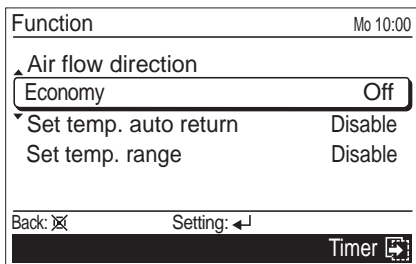 Function Mo 10:00
Air flow direction
Economy Off
Set temp. auto return Disable
Set temp. range Disable
Back: Setting:
Timer